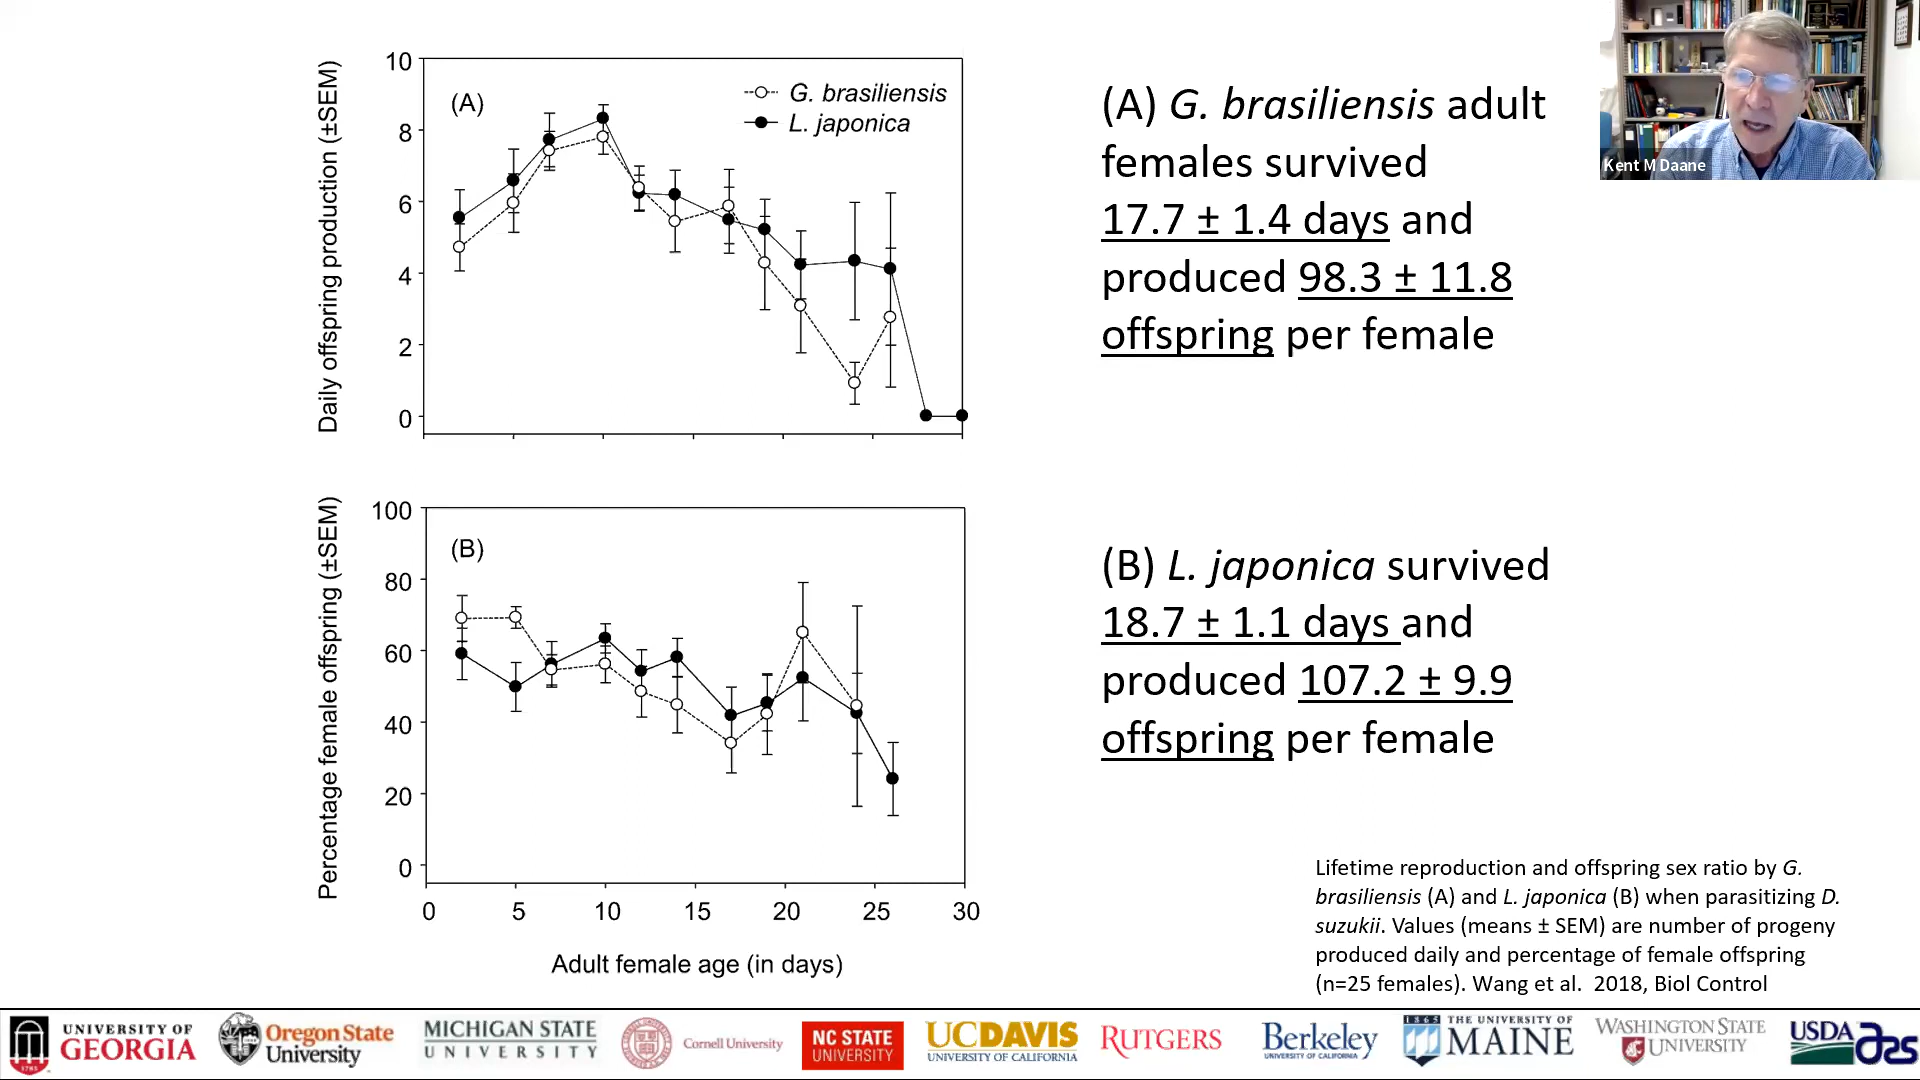 Daily offspring production (±SEM)
10
8
6
4
2
0
(A)
G. brasiliensis
L. japonica
Percentage female offspring (±SEM)
100
80
60
40
20
0
(B)
0 5 10 15 20 25 30
Adult female age (in days)
(A) G. brasiliensis adult
females survived
17.7 ± 1.4 days and
produced 98.3 ± 11.8
offspring per female
Kent M Daane
(B) L. japonica survived
18.7 ± 1.1 days and
produced 107.2 ± 9.9
offspring per female
Lifetime reproduction and offspring sex ratio by G.
brasiliensis (A) and L. japonica (B) when parasitizing D.
suzukii. Values (means ± SEM) are number of progeny
produced daily and percentage of female offspring
(n=25 females). Wang et al. 2018, Biol Control
UNIVERSITY OF
GEORGIA
1785
Oregon State
University
MICHIGAN STATE
UNIVERSITY
Cornell University
NC STATE
UNIVERSITY
UCDAVIS
UNIVERSITY OF CALIFORNIA
RUTGERS
Berkeley
UNIVERSITY OF CALIFORNIA
1865
THE UNIVERSITY OF
MAINE
WASHINGTON STATE
UNIVERSITY
USDA
ars